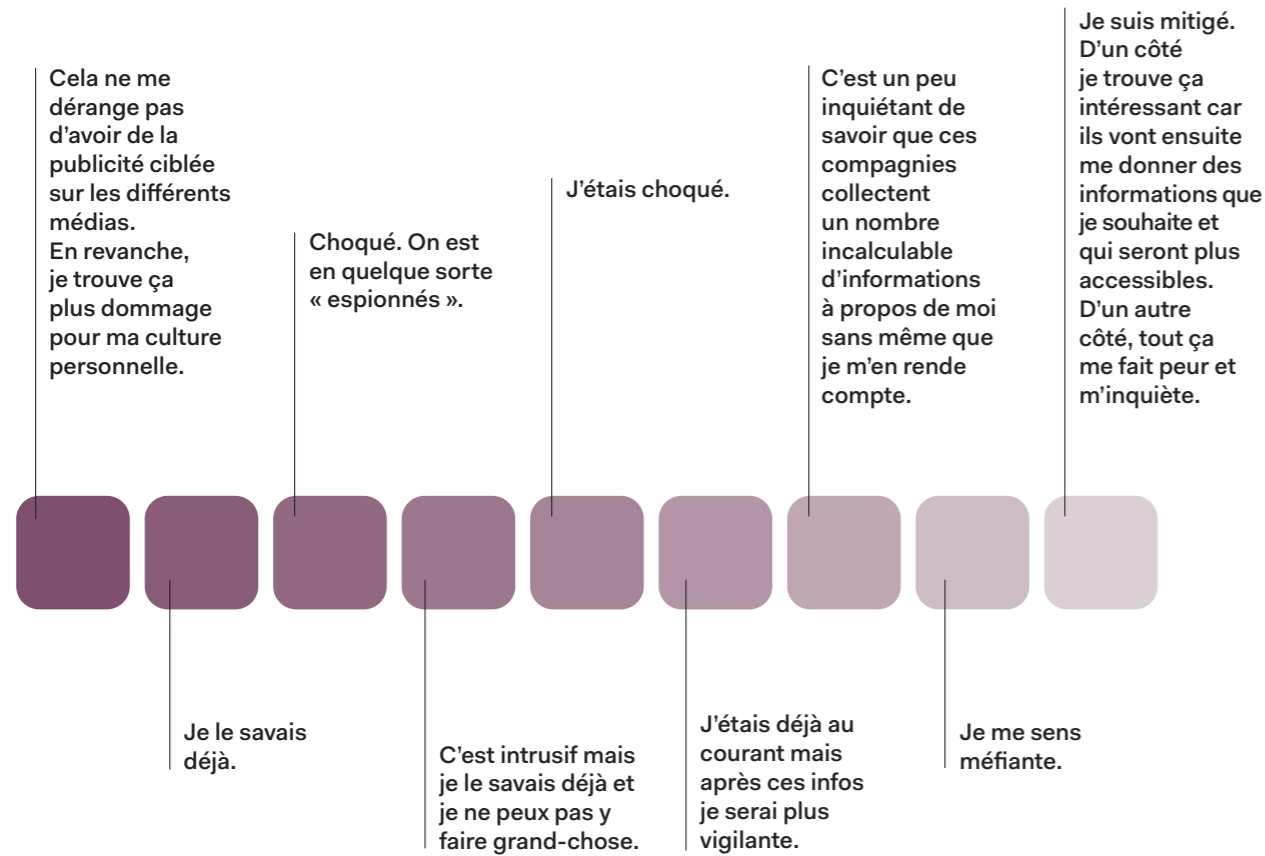 Cela ne me
dérange pas
d'avoir de la
publicité ciblée
sur les différents
médias.
En revanche,
je trouve ça
plus dommage
pour ma culture
personnelle.
Je le savais
déjà.
Choqué. On est
en quelque sorte
« espionnés ».
C'est intrusif mais
je le savais déjà et
je ne peux pas y
faire grand-chose.
J'étais choqué.
J'étais déjà au
courant mais
après ces infos
je serai plus
vigilante.
C'est un peu
inquiétant de
savoir que ces
compagnies
collectent
un nombre
incalculable
d'informations
à propos de moi
sans même que
je m'en rende
compte.
Je me sens
méfiante.
Je suis mitigé.
D'un côté
je trouve ça
intéressant car
ils vont ensuite
me donner des
informations que
je souhaite et
qui seront plus
accessibles.
D'un autre
côté, tout ça
me fait peur et
m'inquiète.